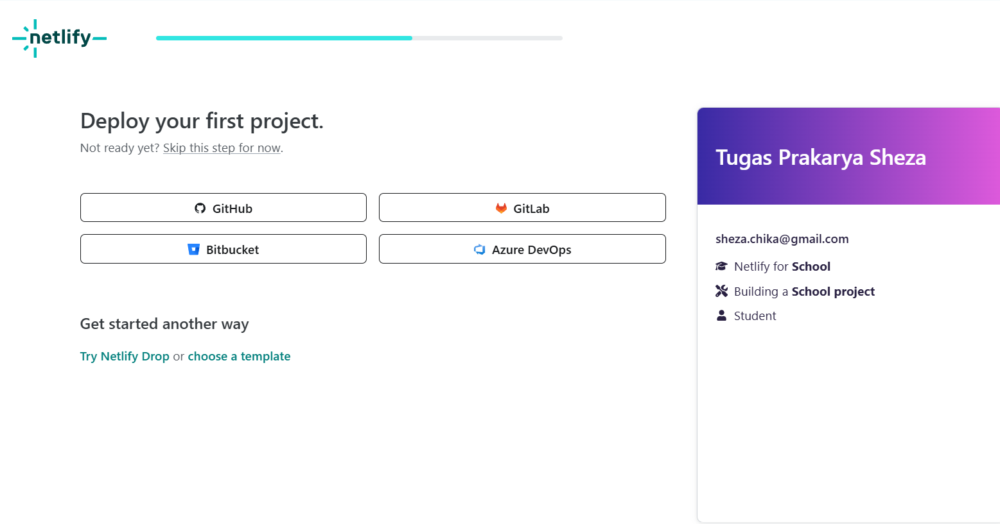 netlify
Deploy your first project.
Not ready yet? Skip this step for now.
GitHub
GitLab
Bitbucket
Azure DevOps
Get started another way
Try Netlify Drop or choose a template
Tugas Prakarya Sheza
sheza.chika@gmail.com
Netlify for School
Building a School project
Student